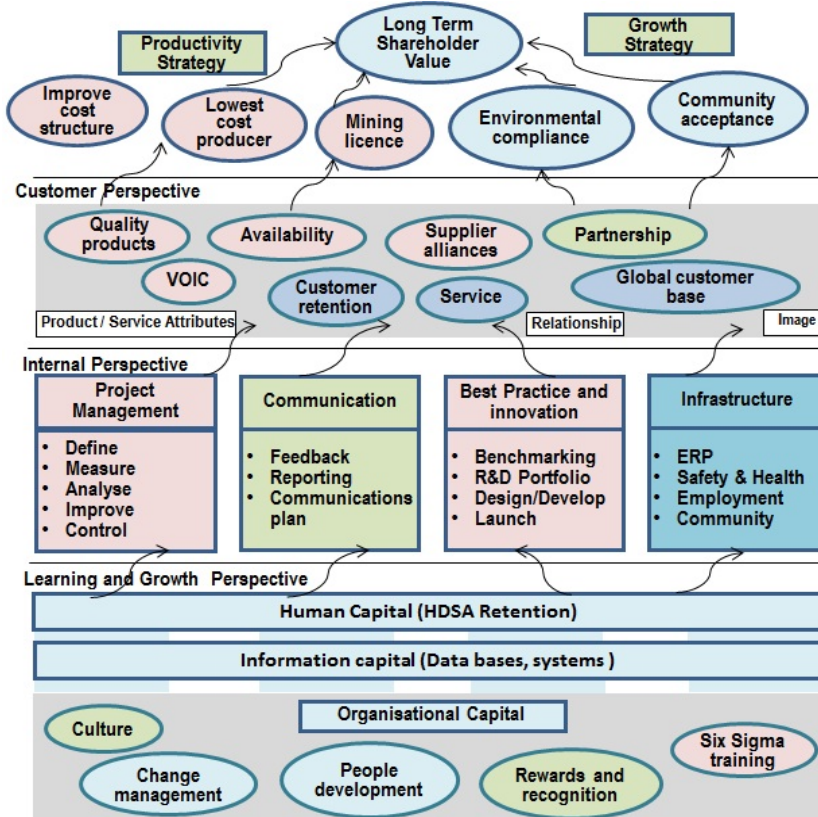 Productivity
Strategy
Long Term
Shareholder
Value
Growth
Strategy
Improve
cost
structure
Lowest
cost
producer
Mining
licence
Environmental
compliance
Community
acceptance
Customer Perspective
Quality
products
Availability
Supplier
alliances
Partnership
VOIC
Customer
retention
Service
Global customer
base
Product / Service Attributes
Relationship
Image
Internal Perspective
Project
Management
• Define
• Measure
• Analyse
• Improve
• Control
Communication
• Feedback
• Reporting
• Communications
plan
Best Practice and
innovation
• Benchmarking
• R&D Portfolio
• Design/Develop
• Launch
Infrastructure
• ERP
• Safety & Health
• Employment
• Community
Learning and Growth Perspective
Human Capital (HDSA Retention)
Information capital (Data bases, systems )
Organisational Capital
Culture
Change
management
People
development
Rewards and
recognition
Six Sigma
training